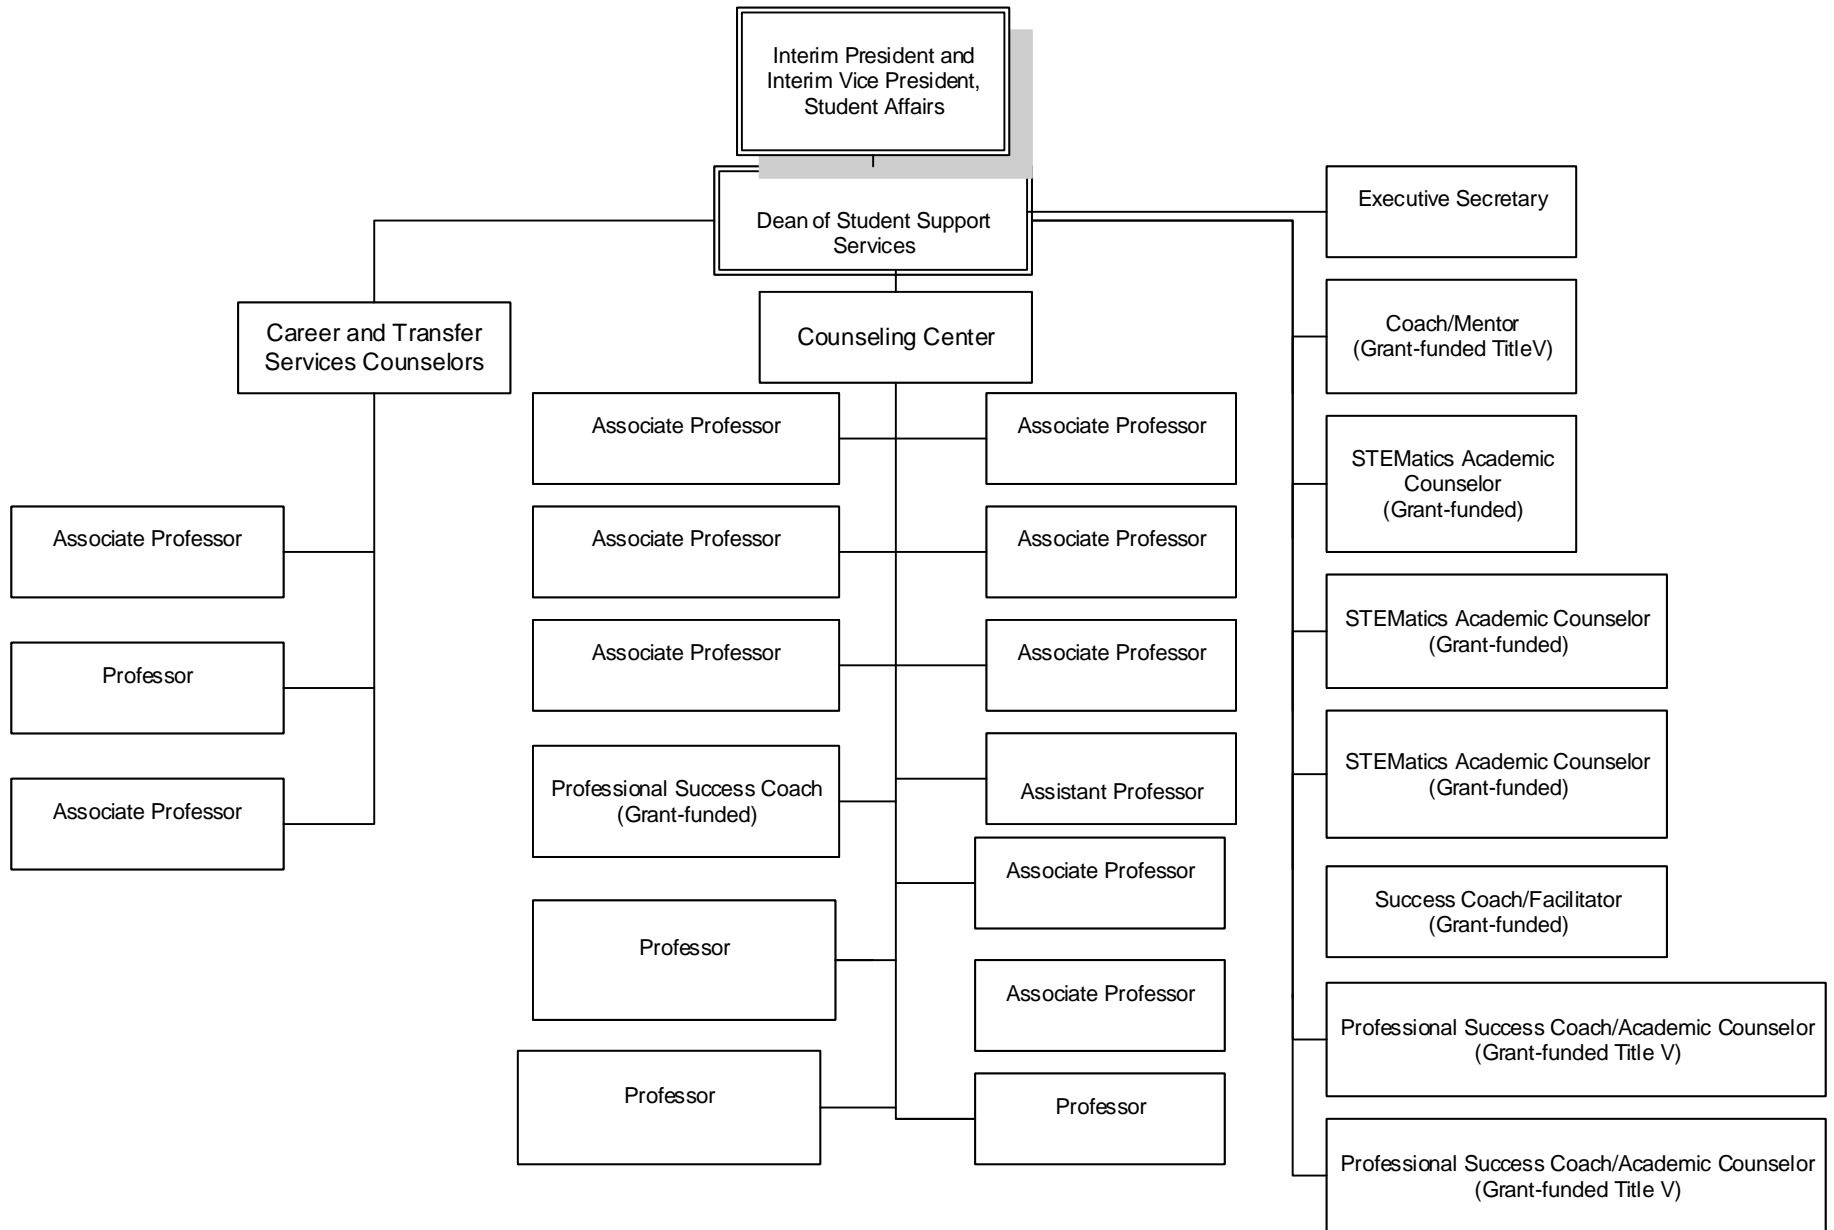 Interim President and
Interim Vice President,
Student Affairs
Dean of Student Support
Services
Executive Secretary
Career and Transfer
Services Counselors
Counseling Center
Coach/Mentor
(Grant-funded TitleV)
Associate Professor
Associate Professor
STEMatics Academic
Counselor
(Grant-funded)
Associate Professor
Associate Professor
Associate Professor
STEMatics Academic Counselor
(Grant-funded)
Professor
Associate Professor
Associate Professor
STEMatics Academic Counselor
(Grant-funded)
Associate Professor
Professional Success Coach
(Grant-funded)
Assistant Professor
Associate Professor
Success Coach/Facilitator
(Grant-funded)
Professor
Associate Professor
Professional Success Coach/Academic Counselor
(Grant-funded Title V)
Professor
Professor
Professional Success Coach/Academic Counselor
(Grant-funded Title V)